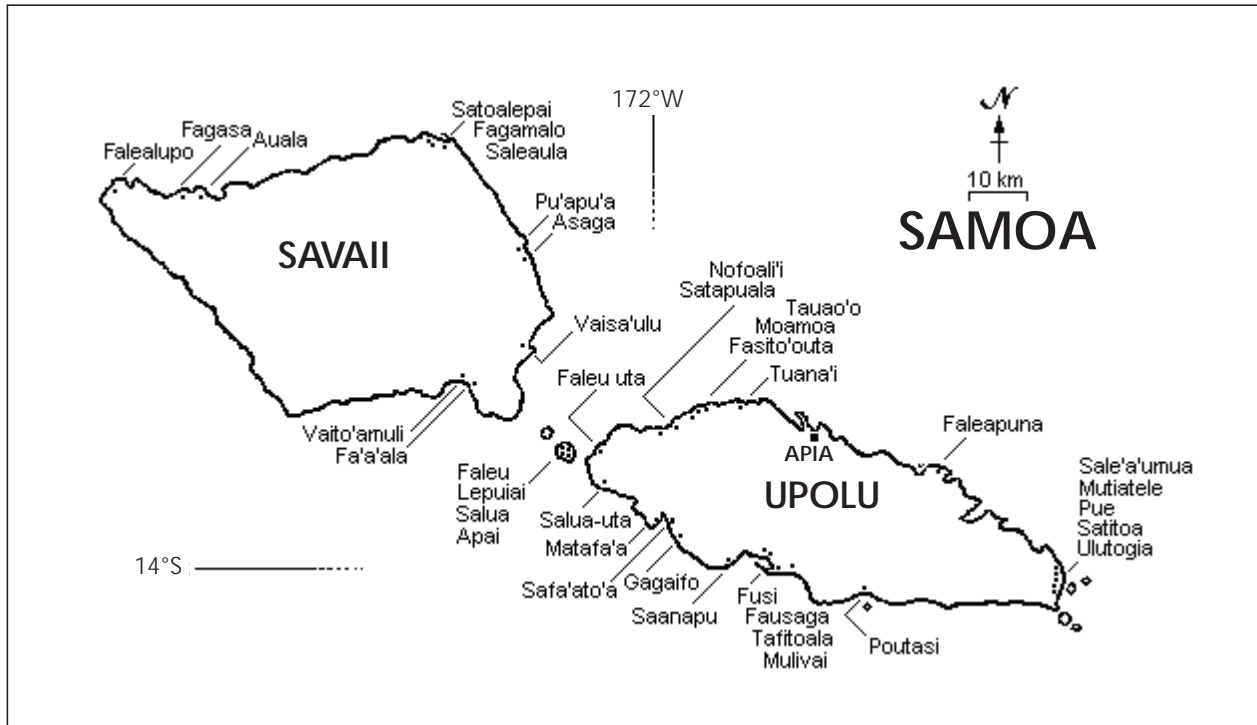 172°W
N
10 km
SAMOA
Satoalepai
Fagamalo
Saleaula
Fagasa
Auala
Falealupo
Pu'apu'a
Asaga
SAVAII
Nofoali'i
Satapuala
Tauao'o
Moamoa
Fasito'outa
Tuana'i
Vaisa'ulu
Faleu uta
Vaito'amuli
Fa'a'ala
Faleapuna
APIA
UPOLU
Faleu
Lepuiai
Salua
Apai
Sale'a'umua
Mutiatele
Pue
Satitoa
Ulutogia
Salua-uta
Matafa'a
14°S
Safa'ato'a
Gagaifo
Saanapu
Fusi
Fausaga
Tafitoala
Mulivai
Poutasi